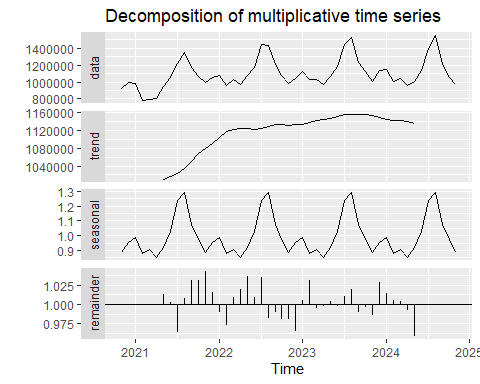 Decomposition of multiplicative time series
data
1400000
1200000
1000000
800000
trend
1160000
1120000
1080000
1040000
seasonal
1.3
1.2
1.1
1.0
0.9
remainder
1.025
1.000
0.975
2021 2022 2023 2024 2025
Time